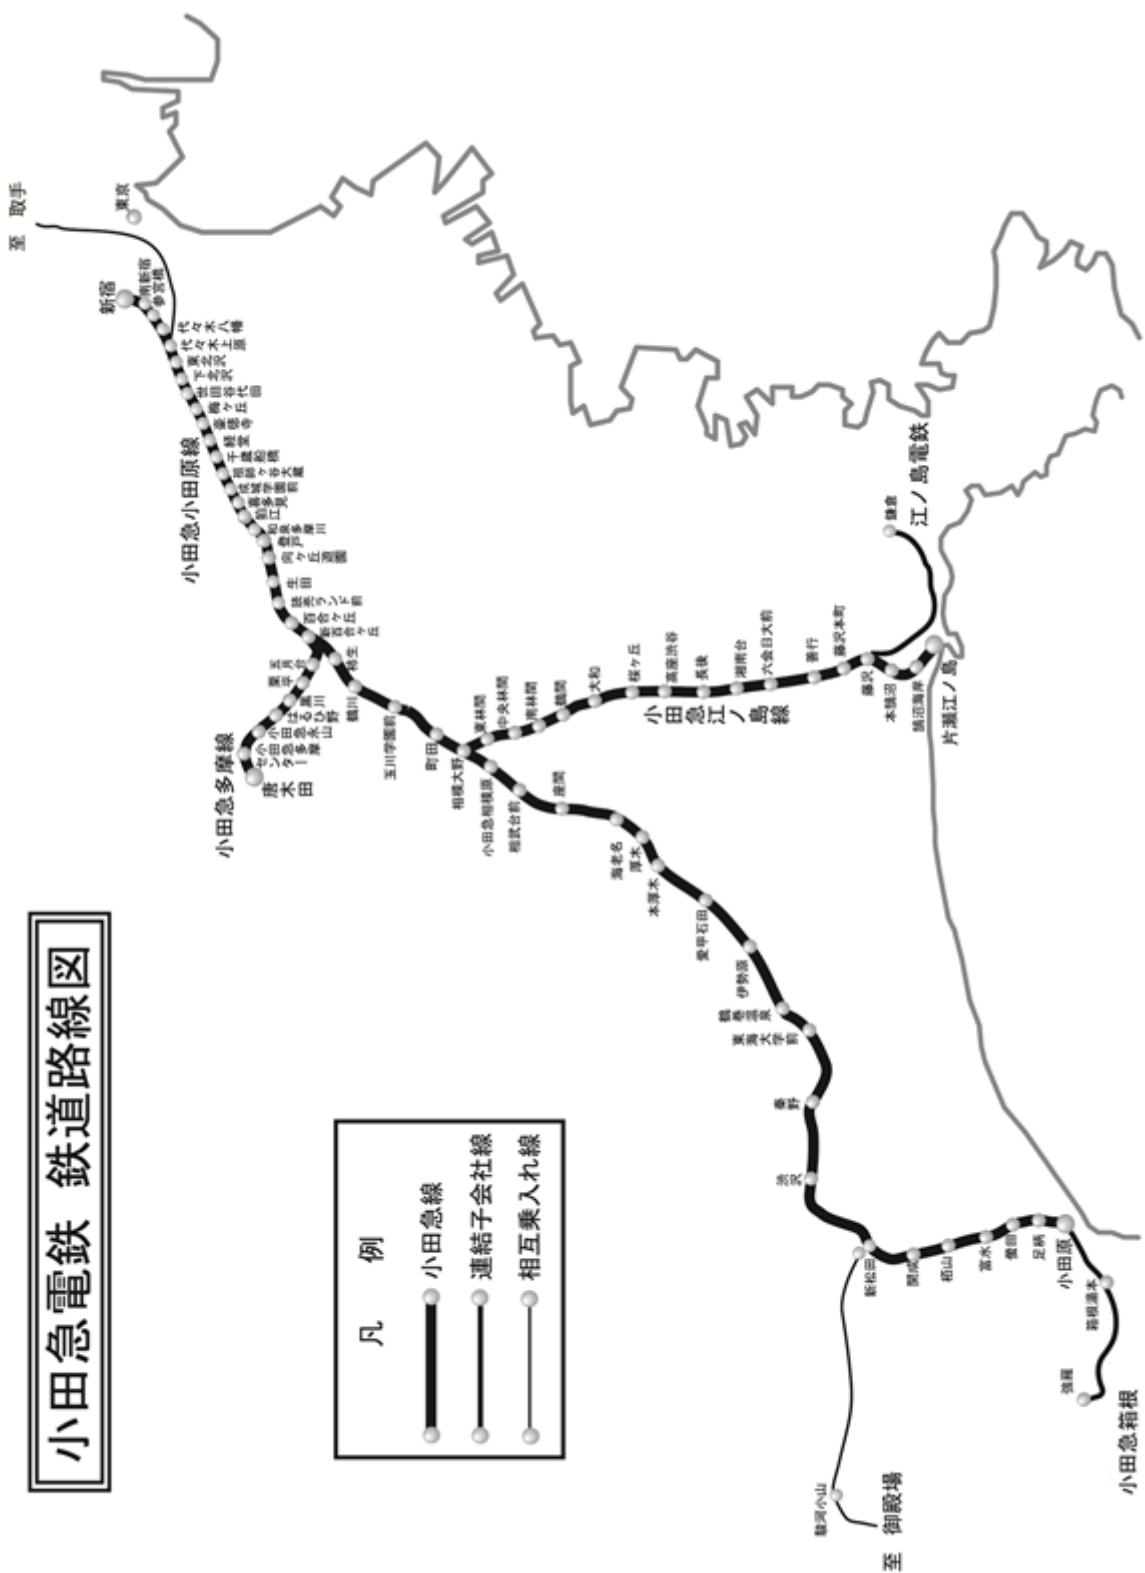 小田急電鉄 鉄道路線図
凡 例
小田急線
連結子会社線
相互乗入れ線
至 取手
東京
新宿
南新宿
参宮橋
代々木八幡
代々木上原
東北沢
下北沢
世田谷代田
梅ヶ丘
豪徳寺
経堂
千歳船橋
祖師ヶ谷大蔵
成城学園前
喜多見
狛江
和泉多摩川
登戸
向ヶ丘遊園
生田
読売ランド前
百合ヶ丘
新百合ヶ丘
小田急小田原線
五月台
栗平
黒川
はるひ野
小田急永山
小田急多摩
センター
唐木田
小田急多摩線
柿生
鶴川
玉川学園前
町田
相模大野
小田急相模原
相武台前
座間
海老名
厚木
本厚木
愛甲石田
伊勢原
鶴巻温泉
東海大学前
秦野
渋沢
新松田
開成
栢山
富水
螢田
足柄
小田原
箱根湯本
強羅
小田急箱根
駿河小山
至 御殿場
東林間
中央林間
南林間
鶴間
大和
桜ヶ丘
高座渋谷
長後
湘南台
六会日大前
善行
藤沢本町
藤沢
本鵠沼
鵠沼海岸
片瀬江ノ島
小田急江ノ島線
鎌倉
江ノ島電鉄